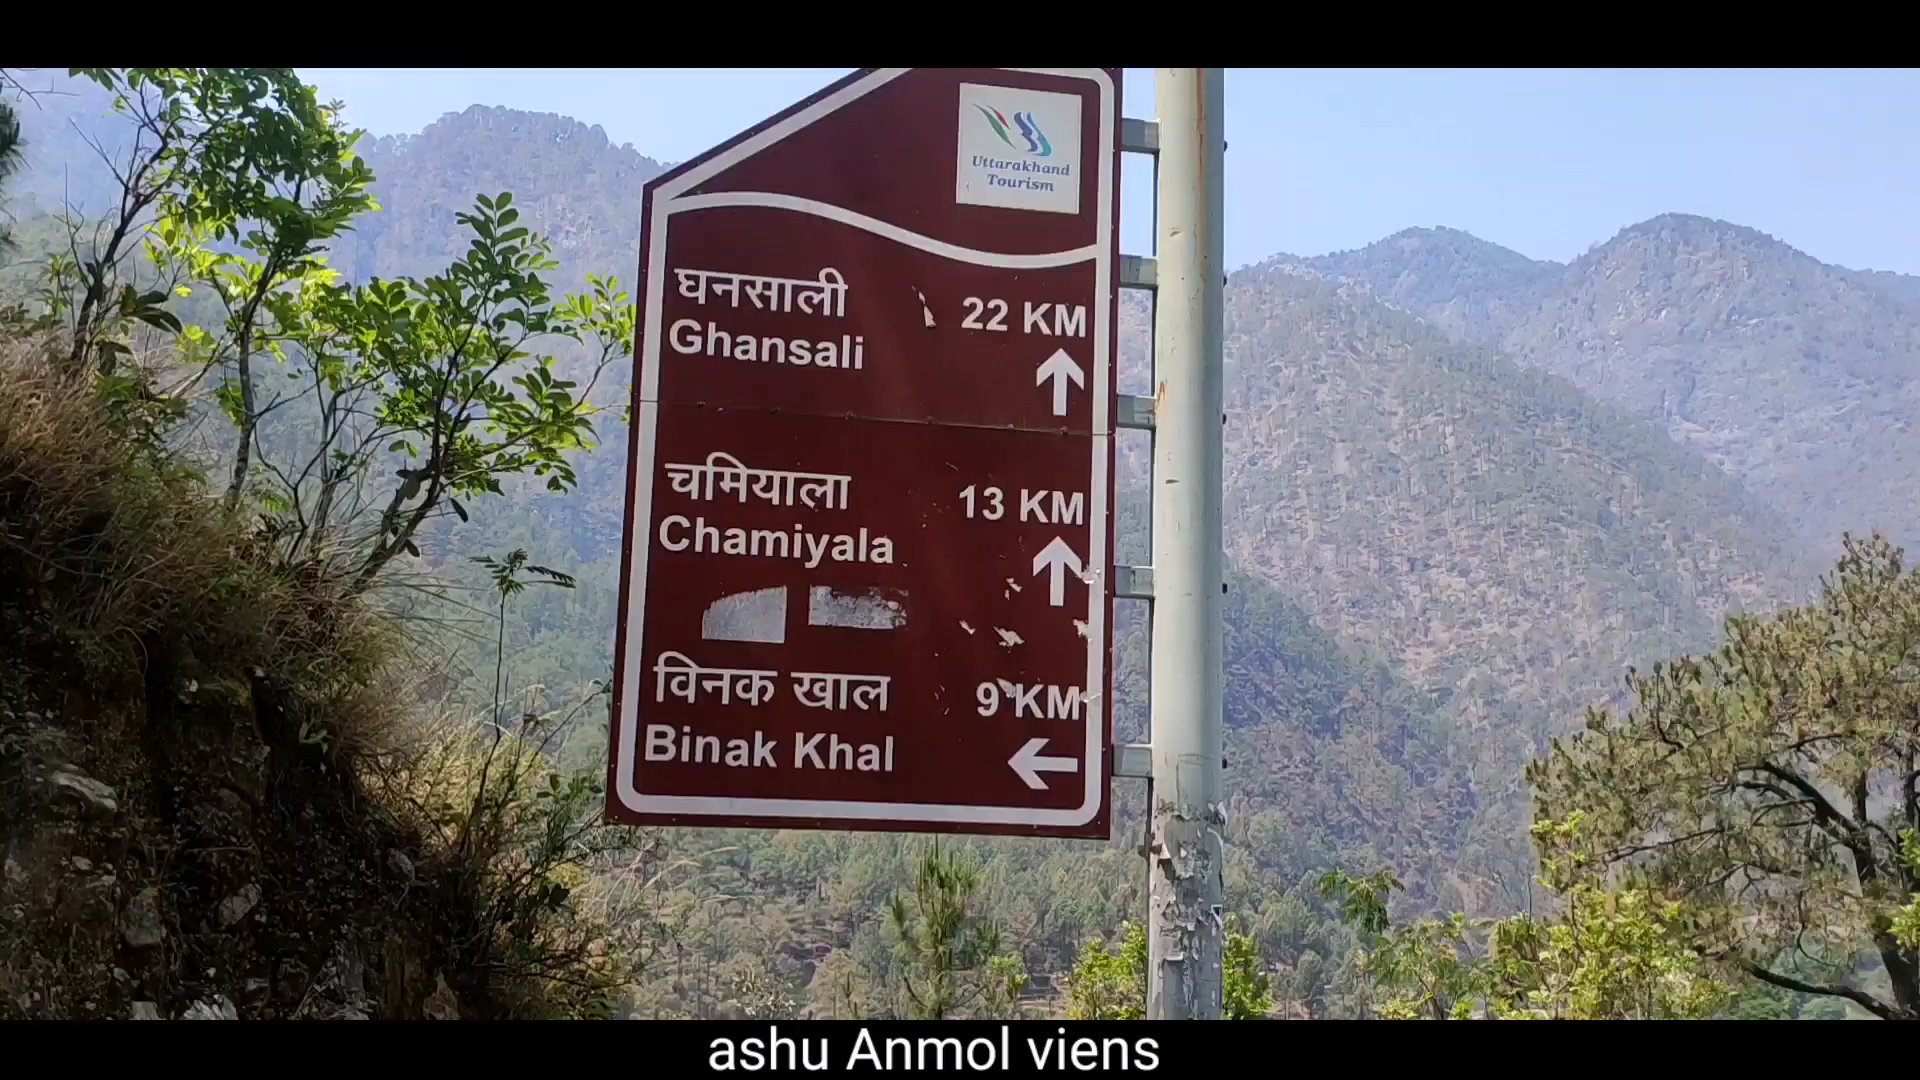 Uttarakhand
Tourism
घनसाली
22 KM
Ghansali
चमियाला
13 KM
Chamiyala
विनक खाल
9 KM
Binak Khal
ashu Anmol viens